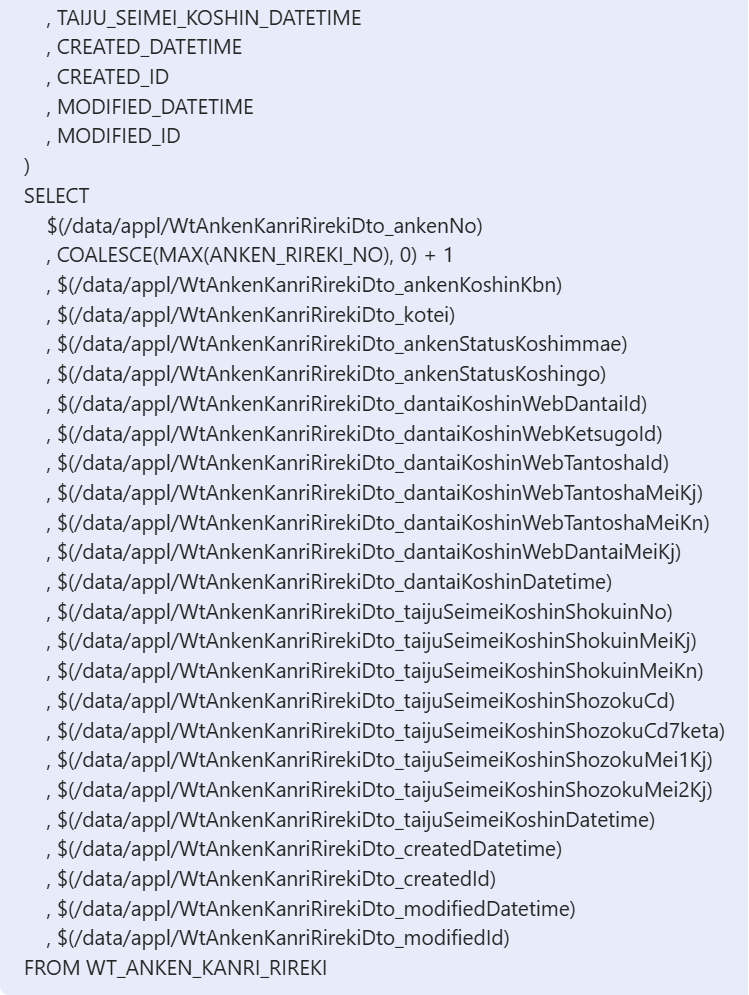 , TAIJU_SEIMEI_KOSHIN_DATETIME
, CREATED_DATETIME
, CREATED_ID
, MODIFIED_DATETIME
, MODIFIED_ID
)
SELECT
$(/data/appl/WtAnkenKanriRirekiDto_ankenNo)
, COALESCE(MAX(ANKEN_RIREKI_NO), 0) + 1
, $(/data/appl/WtAnkenKanriRirekiDto_ankenKoshinKbn)
, $(/data/appl/WtAnkenKanriRirekiDto_kotei)
, $(/data/appl/WtAnkenKanriRirekiDto_ankenStatusKoshimmae)
, $(/data/appl/WtAnkenKanriRirekiDto_ankenStatusKoshingo)
, $(/data/appl/WtAnkenKanriRirekiDto_dantaiKoshinWebDantaiId)
, $(/data/appl/WtAnkenKanriRirekiDto_dantaiKoshinWebKetsugoId)
, $(/data/appl/WtAnkenKanriRirekiDto_dantaiKoshinWebTantoshaId)
, $(/data/appl/WtAnkenKanriRirekiDto_dantaiKoshinWebTantoshaMeiKj)
, $(/data/appl/WtAnkenKanriRirekiDto_dantaiKoshinWebTantoshaMeiKn)
, $(/data/appl/WtAnkenKanriRirekiDto_dantaiKoshinWebDantaiMeiKj)
, $(/data/appl/WtAnkenKanriRirekiDto_dantaiKoshinDatetime)
, $(/data/appl/WtAnkenKanriRirekiDto_taijuSeimeiKoshinShokuinNo)
, $(/data/appl/WtAnkenKanriRirekiDto_taijuSeimeiKoshinShokuinMeiKj)
, $(/data/appl/WtAnkenKanriRirekiDto_taijuSeimeiKoshinShokuinMeiKn)
, $(/data/appl/WtAnkenKanriRirekiDto_taijuSeimeiKoshinShozokuCd)
, $(/data/appl/WtAnkenKanriRirekiDto_taijuSeimeiKoshinShozokuCd7keta)
, $(/data/appl/WtAnkenKanriRirekiDto_taijuSeimeiKoshinShozokuMei1Kj)
, $(/data/appl/WtAnkenKanriRirekiDto_taijuSeimeiKoshinShozokuMei2Kj)
, $(/data/appl/WtAnkenKanriRirekiDto_taijuSeimeiKoshinDatetime)
, $(/data/appl/WtAnkenKanriRirekiDto_createdDatetime)
, $(/data/appl/WtAnkenKanriRirekiDto_createdId)
, $(/data/appl/WtAnkenKanriRirekiDto_modifiedDatetime)
, $(/data/appl/WtAnkenKanriRirekiDto_modifiedId)
FROM WT_ANKEN_KANRI_RIREKI